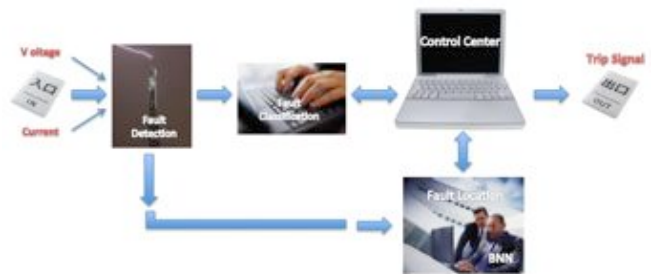 V oltage
入口
IN
Current
Fault
Detection
Fault
Classification
Control Center
Trip Signal
出口
OUT
Fault Location
BNN